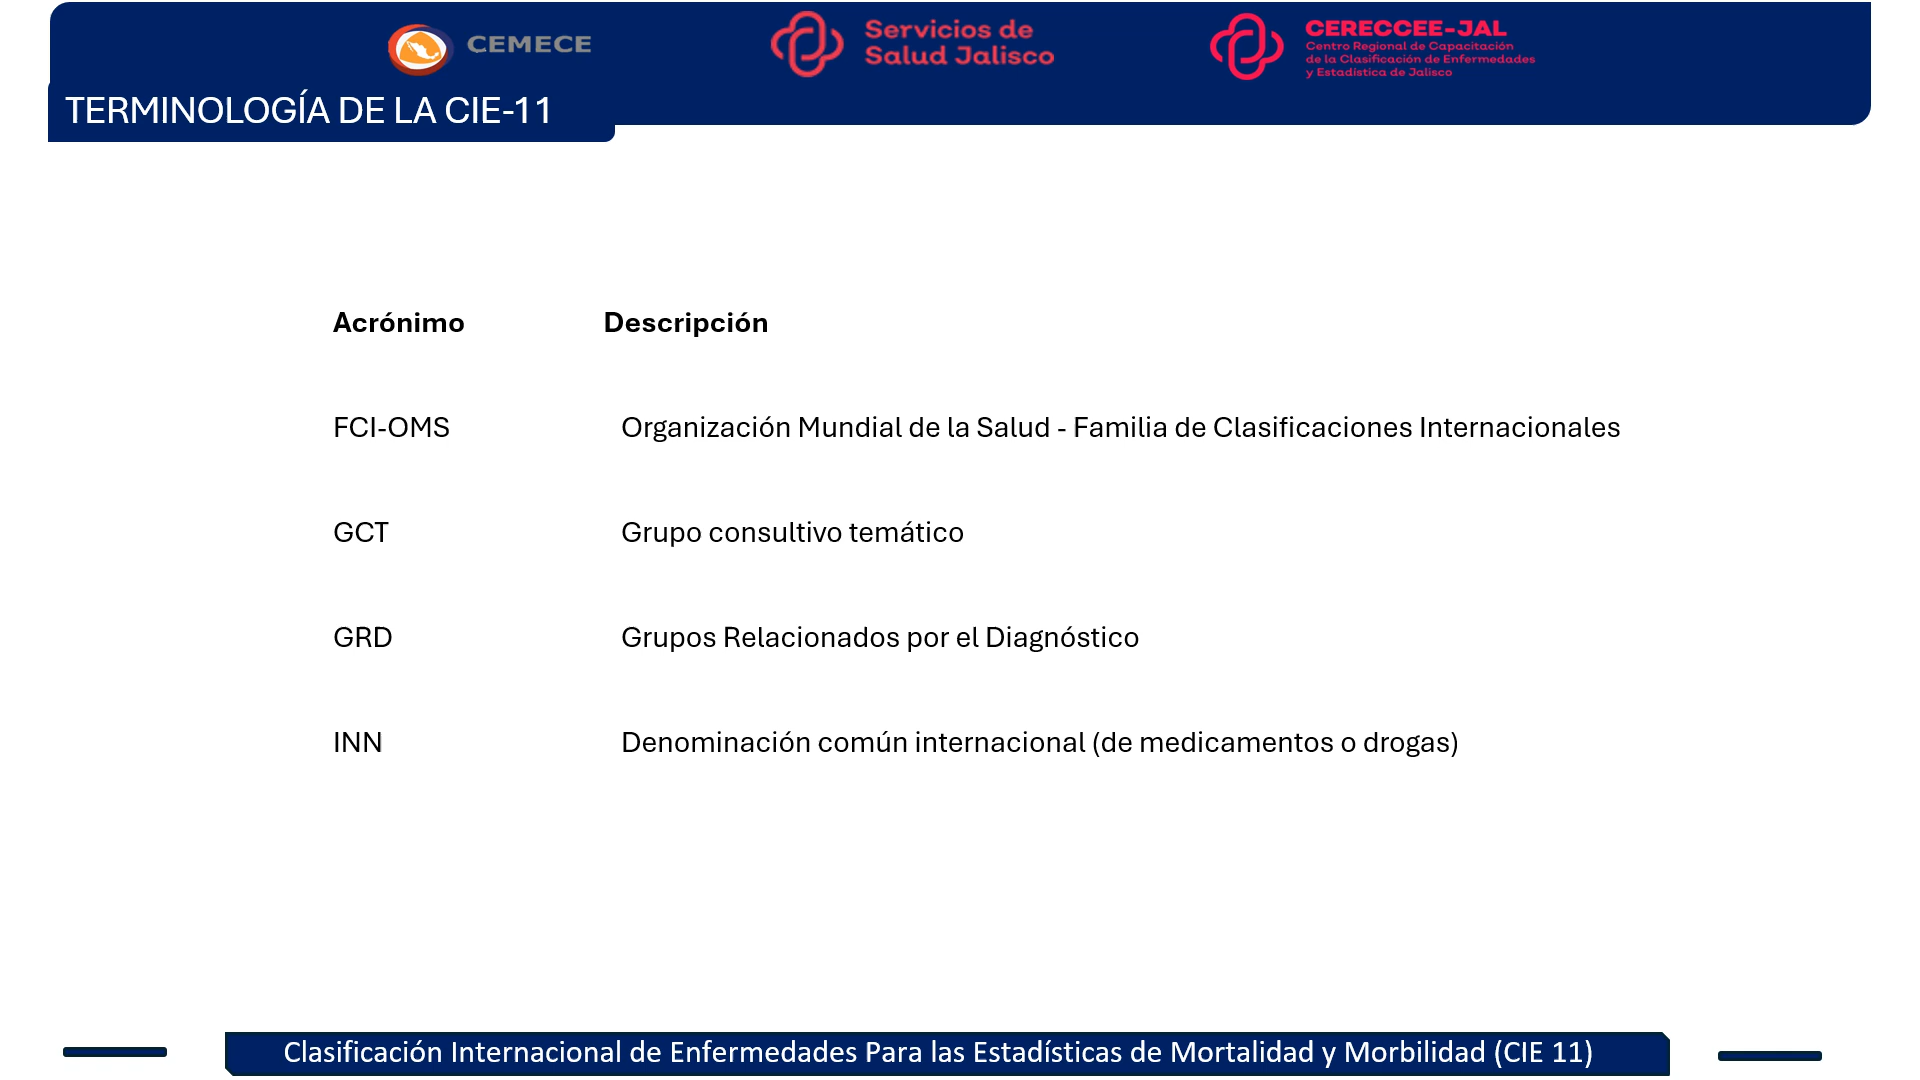 CEMECE
Servicios de
Salud Jalisco
CERECCEE-JAL
Centro Regional de Capacitación
de la Clasificación de Enfermedades
y Estadística de Jalisco
TERMINOLOGÍA DE LA CIE-11
Acrónimo Descripción
FCI-OMS Organización Mundial de la Salud - Familia de Clasificaciones Internacionales
GCT Grupo consultivo temático
GRD Grupos Relacionados por el Diagnóstico
INN Denominación común internacional (de medicamentos o drogas)
Clasificación Internacional de Enfermedades Para las Estadísticas de Mortalidad y Morbilidad (CIE 11)